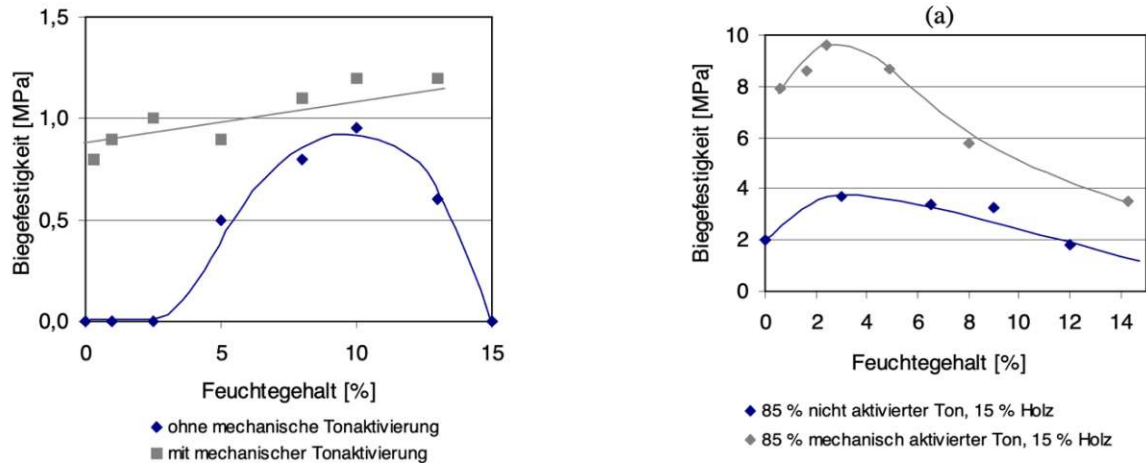 Biegefestigkeit [MPa]
1,5
1,0
0,5
0,0
0
5
10
15
Feuchtegehalt [%]
ohne mechanische Tonaktivierung
mit mechanischer Tonaktivierung
(a)
Biegefestigkeit [MPa]
10
8
6
4
2
0
0
2
4
6
8
10
12
14
Feuchtegehalt [%]
85 % nicht aktivierter Ton, 15 % Holz
85 % mechanisch aktivierter Ton, 15 % Holz